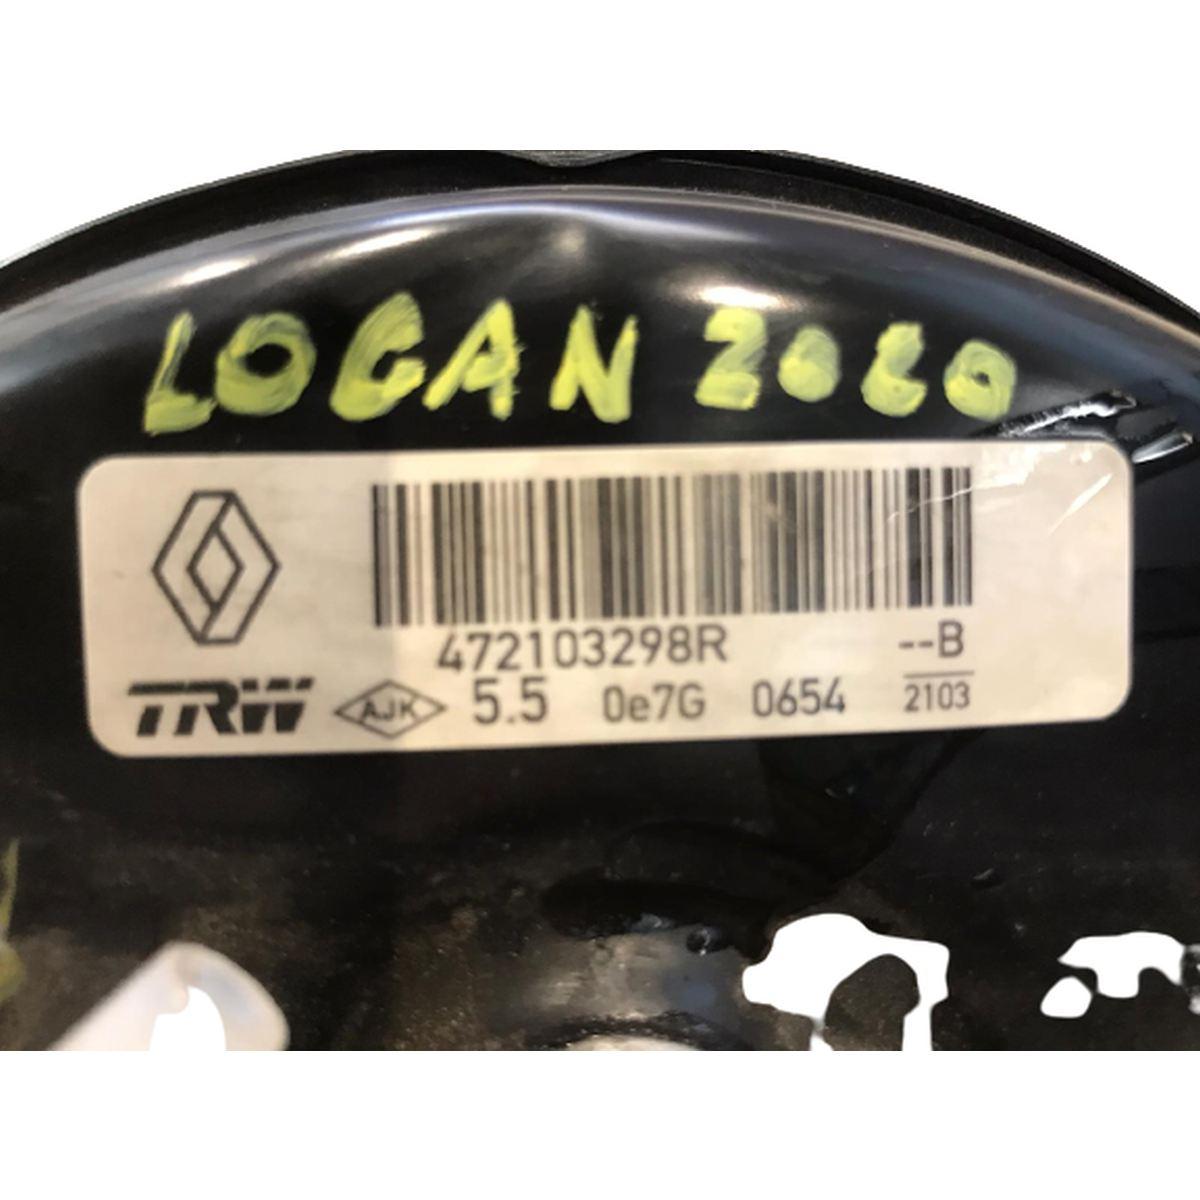 LOGAN 2020
472103298R --B
TRW AJK 5.5 0e7G 0654 2103